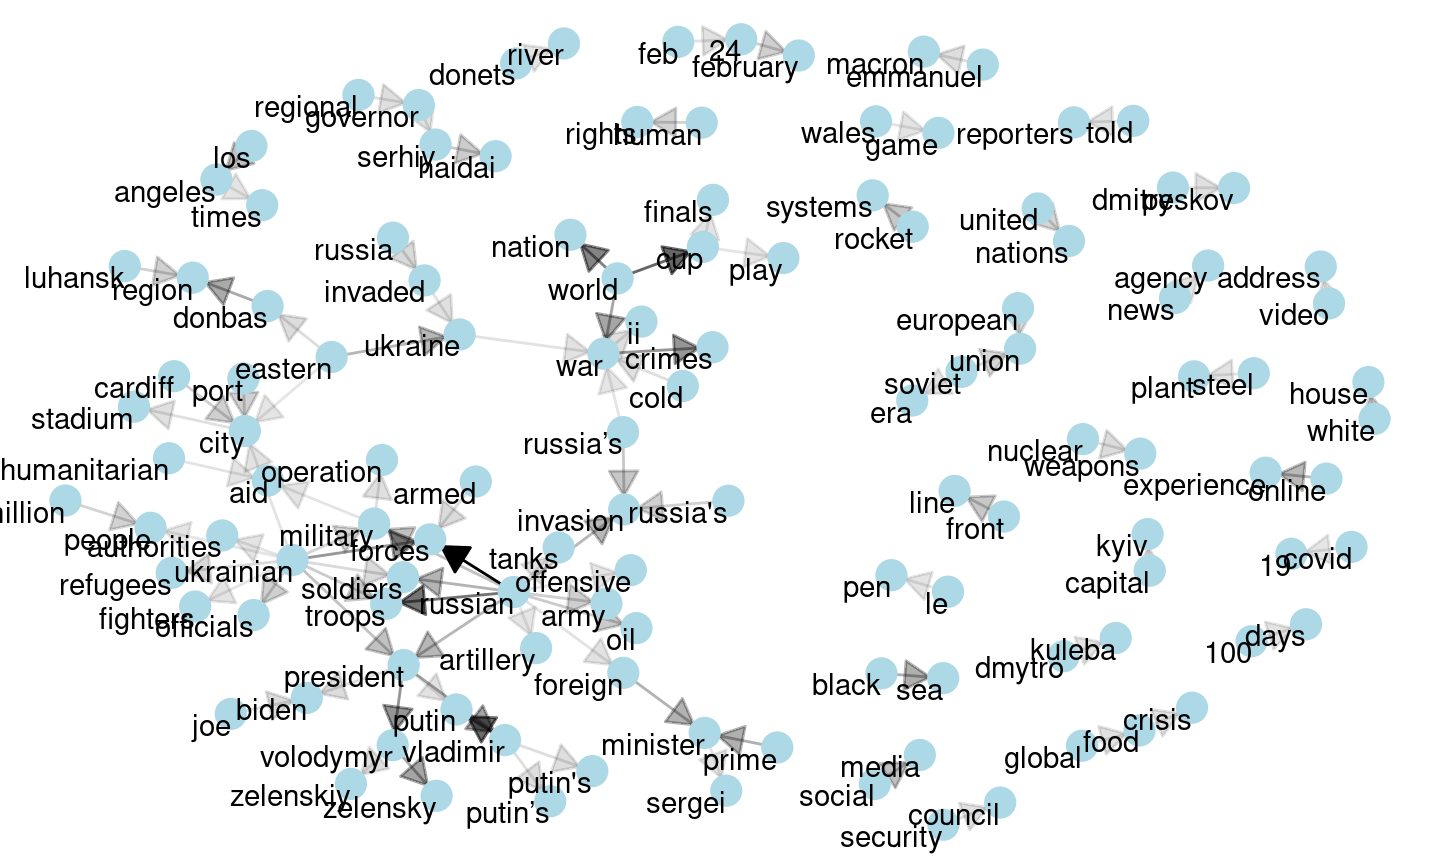 river
donets
feb
24
february
macron
emmanuel
regional
governor
serhiy
haidai
rights
human
wales
game
reporters
told
los
angeles
times
finals
nation
cup
play
world
systems
rocket
united
nations
dmitry
peskov
russia
invaded
luhansk
region
donbas
agency
news
address
video
ukraine
eastern
ii
war
crimes
cold
european
union
soviet
era
cardiff
port
stadium
city
plant
steel
house
white
russia’s
humanitarian
operation
aid
armed
nuclear
weapons
experience
online
illion
people
authorities
military
forces
invasion
russia's
line
front
tanks
offensive
kyiv
capital
19
covid
refugees
ukrainian
soldiers
troops
russian
army
oil
pen
le
fighters
officials
president
artillery
foreign
black
sea
dmytro
kuleba
100
days
joe
biden
putin
volodymyr
vladimir
minister
prime
global
food
crisis
zelenskiy
zelensky
putin's
putin’s
sergei
media
social
council
security